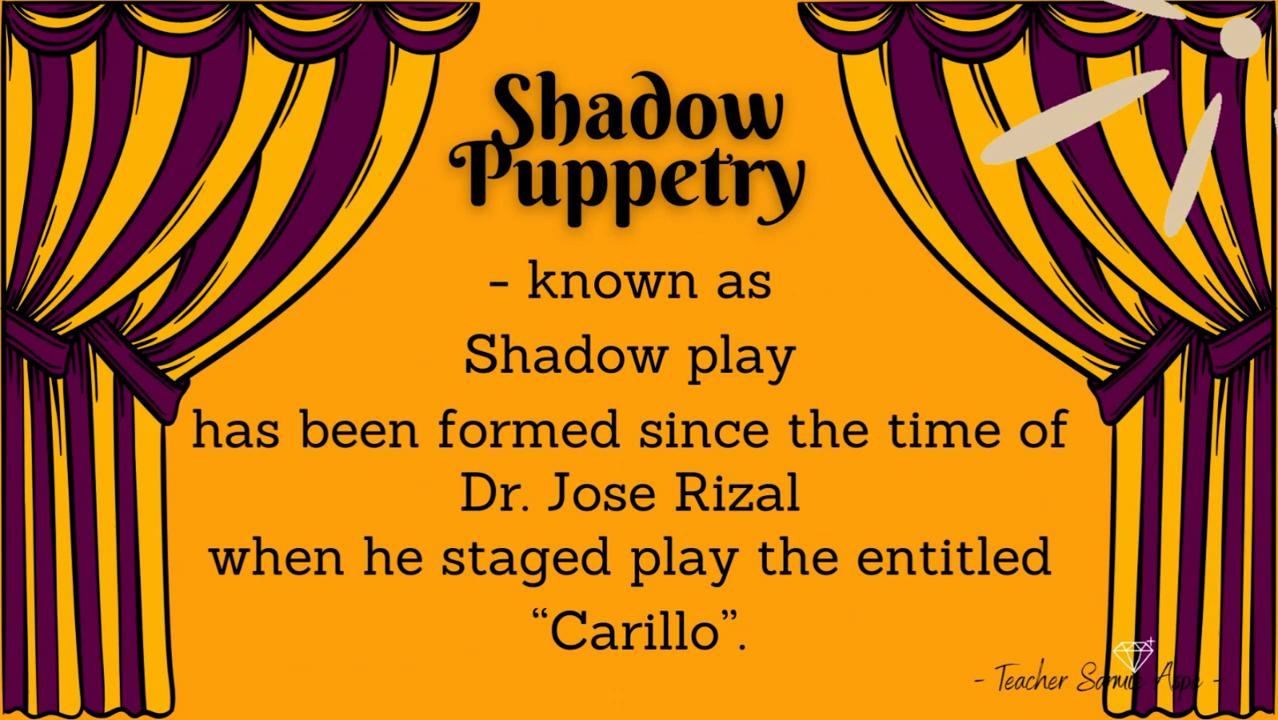 Shadow
Puppetry
- known as
Shadow play
has been formed since the time of
Dr. Jose Rizal
when he staged play the entitled
“Carillo”.
- Teacher